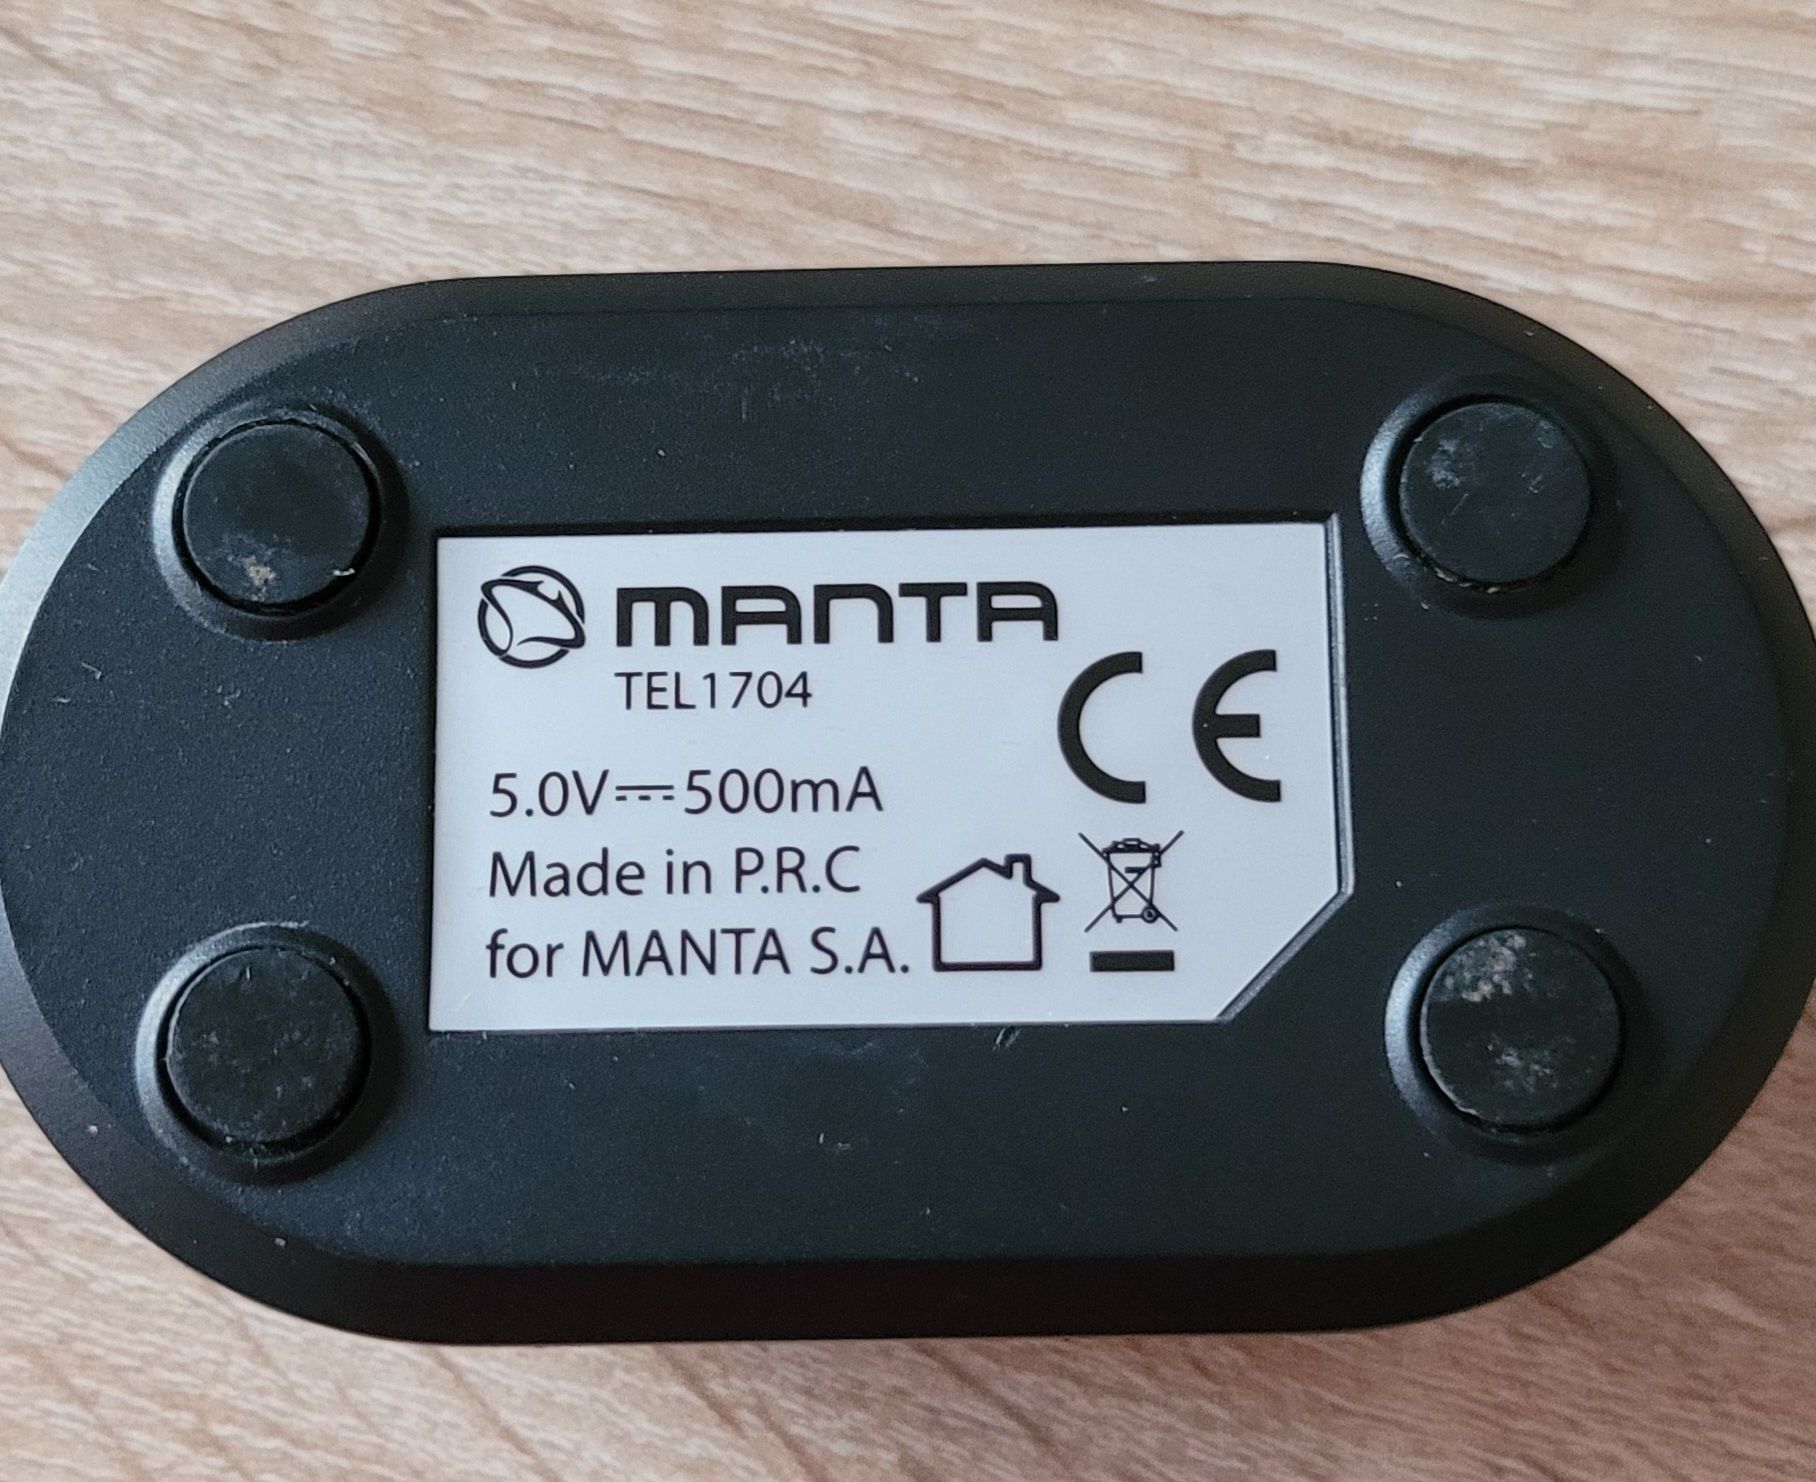 MANTA
TEL1704
CE
5.0V⎓500mA
Made in P.R.C
for MANTA S.A.